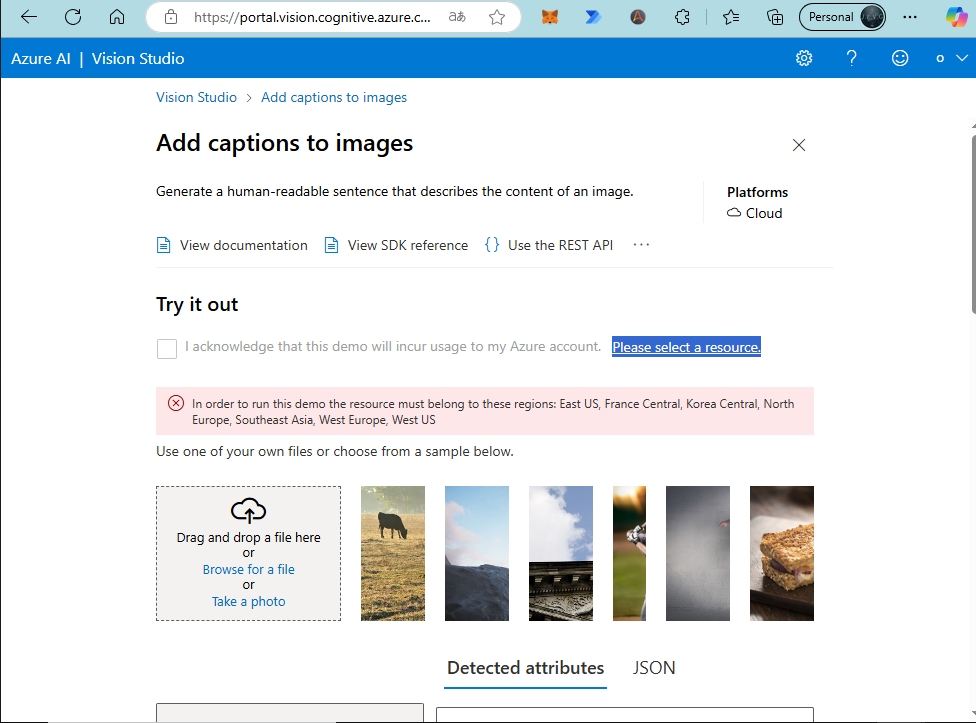 https://portal.vision.cognitive.azure.c...
Personal
Azure AI | Vision Studio
Vision Studio > Add captions to images
Add captions to images
Generate a human-readable sentence that describes the content of an image.
Platforms
Cloud
View documentation
View SDK reference
{} Use the REST API
...
Try it out
I acknowledge that this demo will incur usage to my Azure account. Please select a resource.
In order to run this demo the resource must belong to these regions: East US, France Central, Korea Central, North
Europe, Southeast Asia, West Europe, West US
Use one of your own files or choose from a sample below.
Drag and drop a file here
or
Browse for a file
or
Take a photo
Detected attributes
JSON